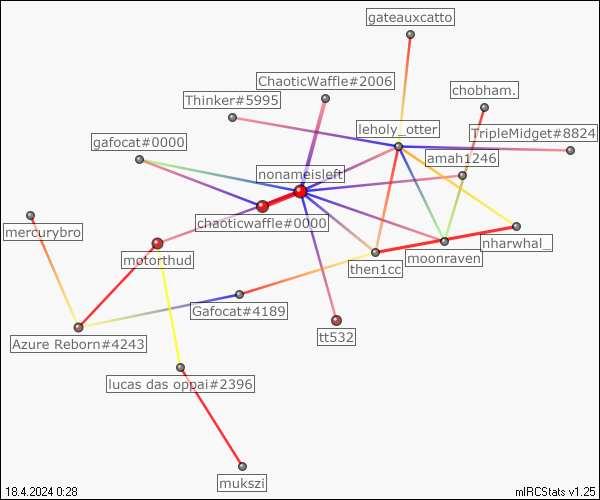 gateauxcatto
ChaoticWaffle#2006
chobham.
Thinker#5995
leholy_otter
TripleMidget#8824
gafocat#0000
amah1246
nonameisleft
chaoticwaffle#0000
mercurybro
nharwhal_
motorthud
moonraven
then1cc
Gafocat#4189
tt532
Azure Reborn#4243
lucas das oppai#2396
mukszi
18.4.2024 0:28
mIRCStats v1.25